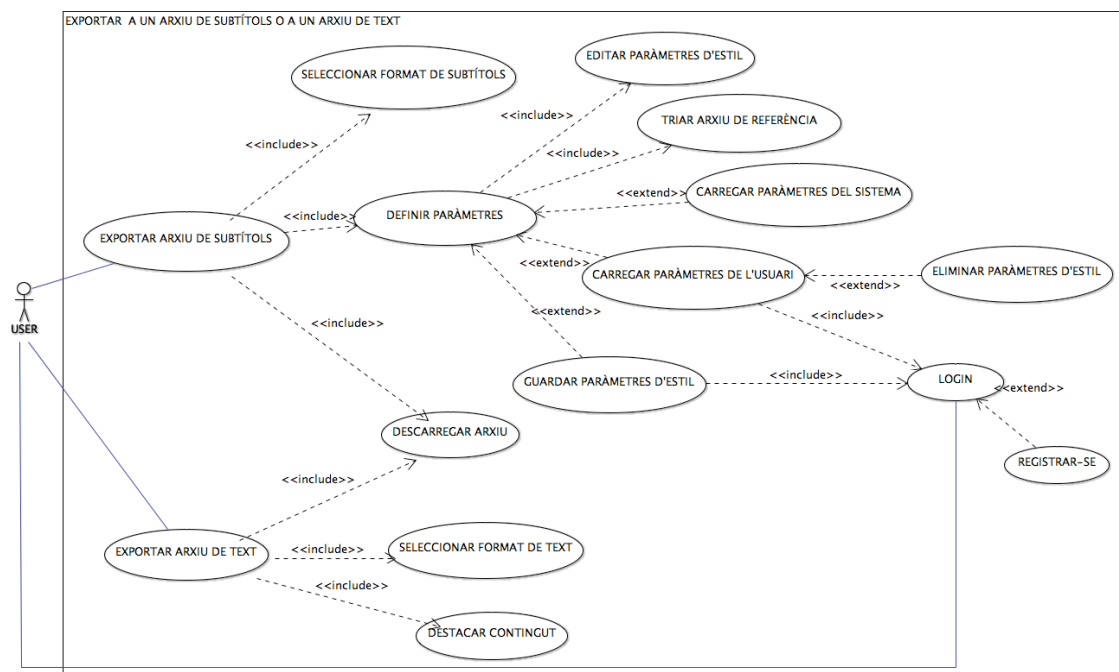 EXPORTAR A UN ARXIU DE SUBTÍTOLS O A UN ARXIU DE TEXT
EDITAR PARÀMETRES D'ESTIL
SELECCIONAR FORMAT DE SUBTÍTOLS
<<include>>
TRIAR ARXIU DE REFERÈNCIA
<<include>>
<<include>>
<<extend>>
CARREGAR PARÀMETRES DEL SISTEMA
<<include>>
DEFINIR PARÀMETRES
EXPORTAR ARXIU DE SUBTÍTOLS
<<extend>>
CARREGAR PARÀMETRES DE L'USUARI
ELIMINAR PARÀMETRES D'ESTIL
<<extend>>
<<extend>>
<<include>>
<<include>>
USER
GUARDAR PARÀMETRES D'ESTIL
<<include>>
LOGIN
<<extend>>
DESCARREGAR ARXIU
REGISTRAR-SE
<<include>>
EXPORTAR ARXIU DE TEXT
<<include>>
SELECCIONAR FORMAT DE TEXT
<<include>>
DESTACAR CONTINGUT